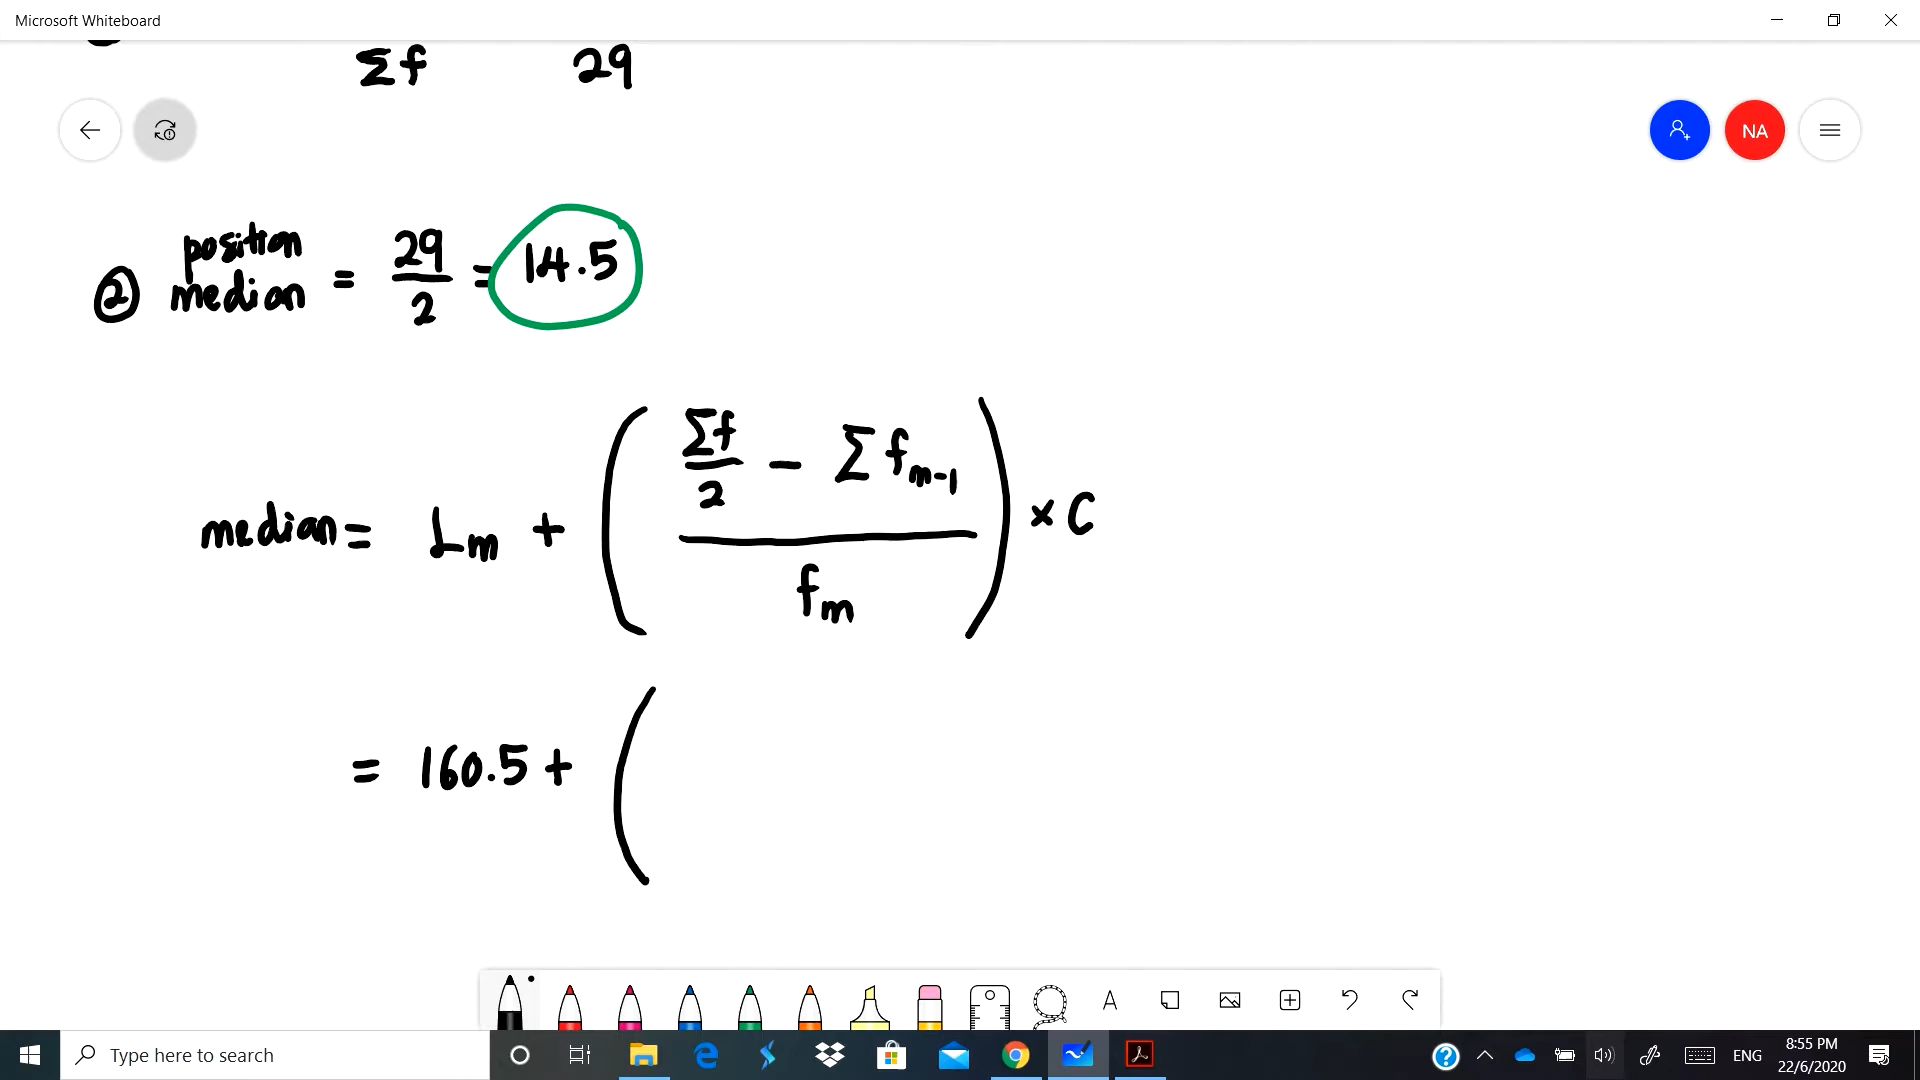 Microsoft Whiteboard
Σf 29
NA
② position median = 29/2 = 14.5
median = Lm + ( (Σf/2 - Σfm-1) / fm ) × C
= 160.5 + (
A
Type here to search
ENG
8:55 PM
22/6/2020